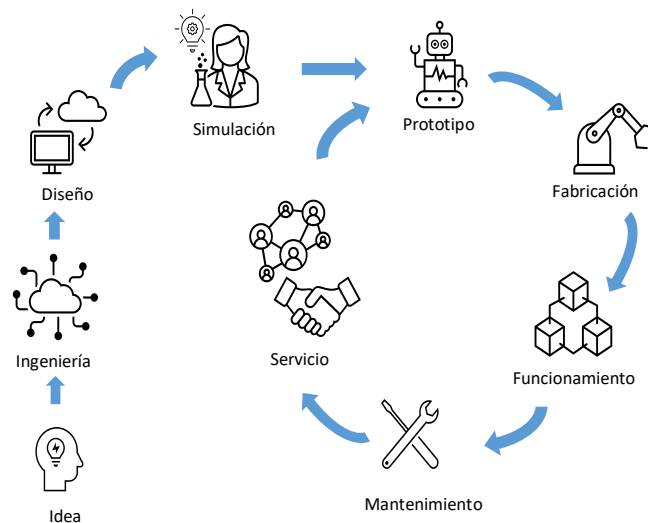 Simulación
Prototipo
Diseño
Fabricación
Ingeniería
Servicio
Funcionamiento
Mantenimiento
Idea